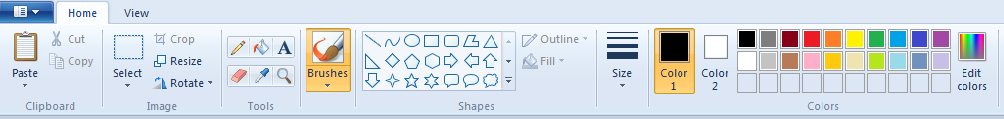 Home View
Paste
Cut
Copy
Clipboard
Select
Crop
Resize
Rotate
Image
A
Tools
Brushes
Outline
Fill
Shapes
Size
Color 1
Color 2
Edit colors
Colors